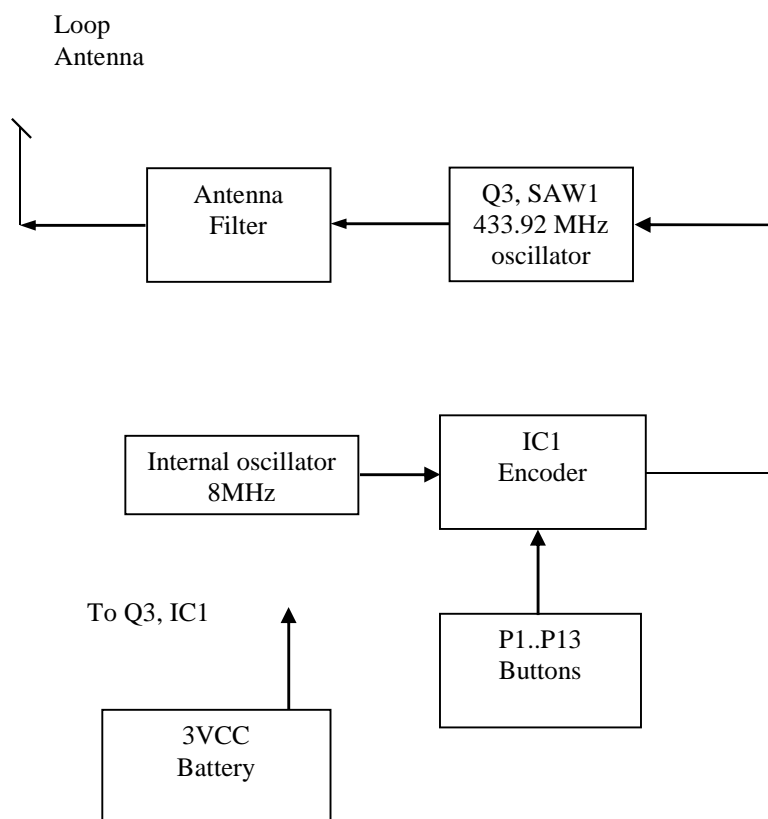 Loop
Antenna
Antenna
Filter
Q3, SAW1
433.92 MHz
oscillator
Internal oscillator
8MHz
IC1
Encoder
To Q3, IC1
P1..P13
Buttons
3VCC
Battery